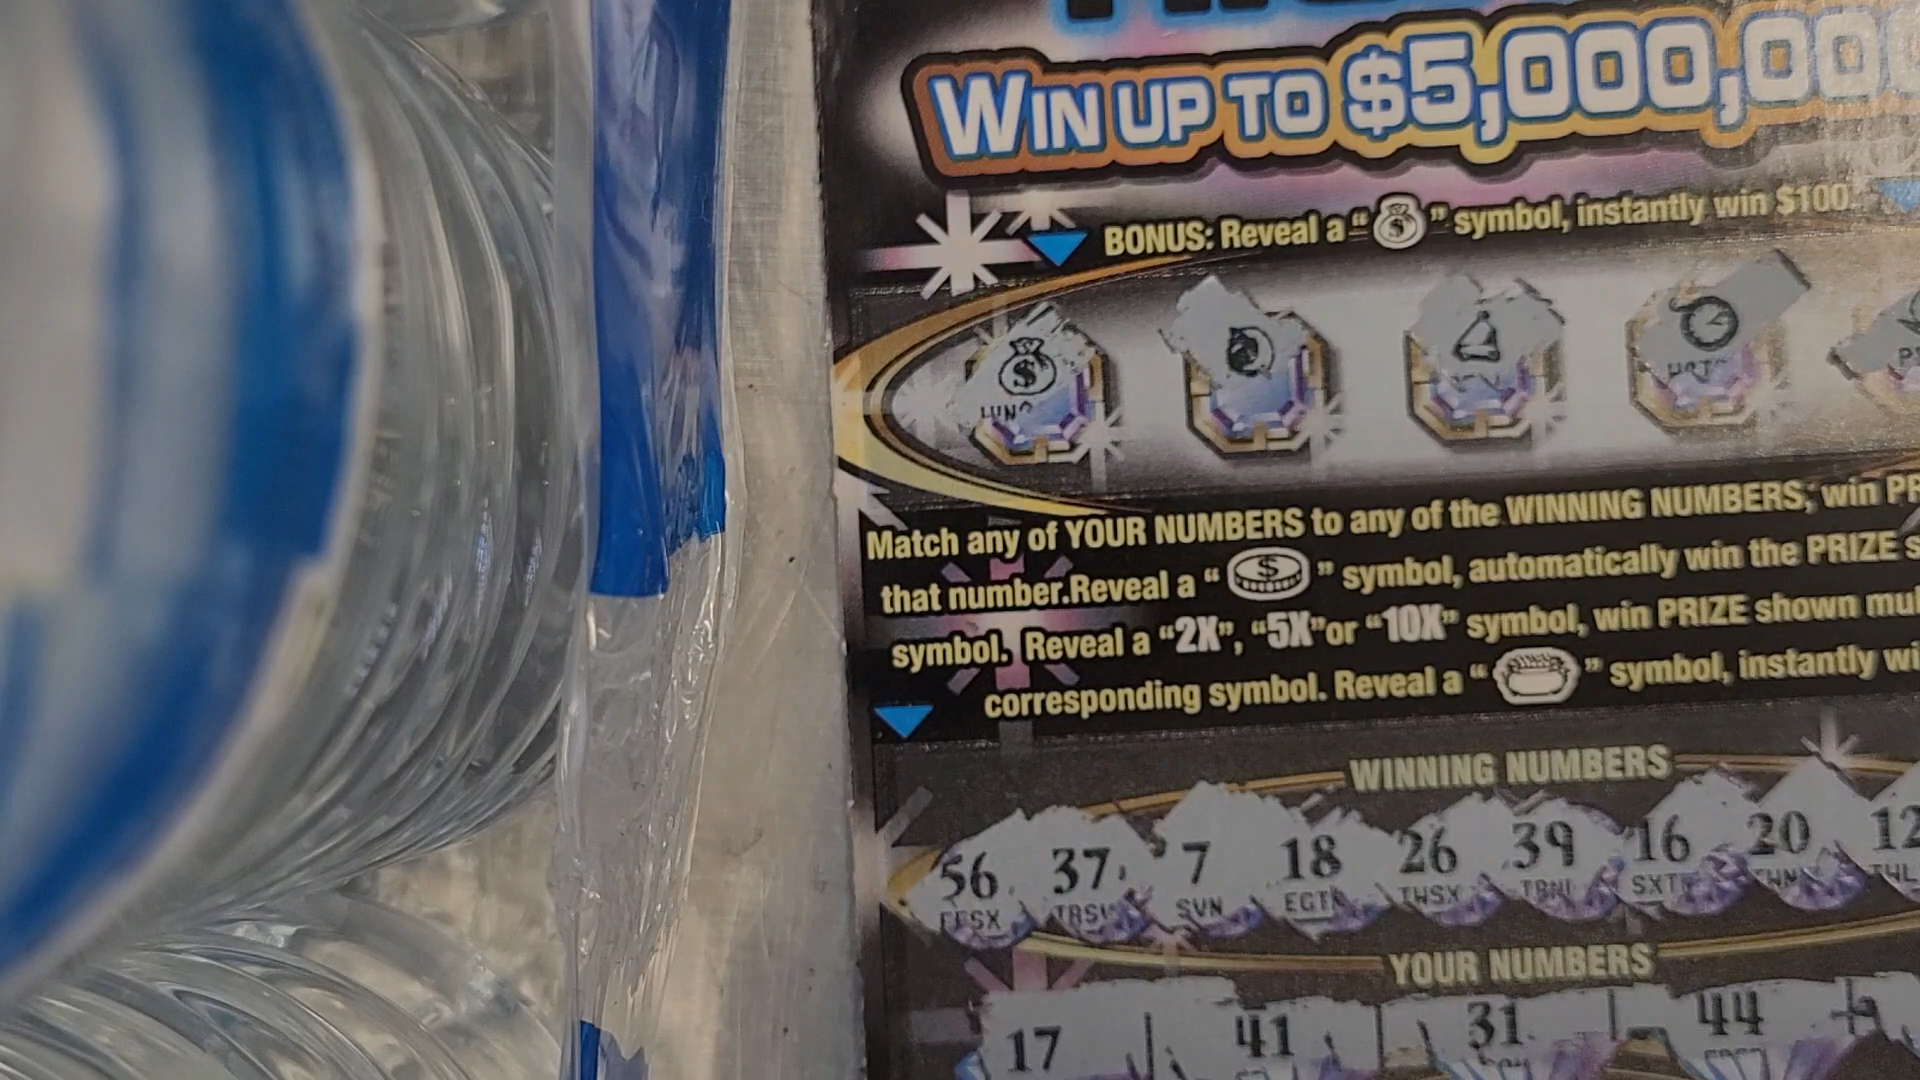 WIN UP TO $5,000,00
BONUS: Reveal a " $ " symbol, instantly win $100.
$
Match any of YOUR NUMBERS to any of the WINNING NUMBERS, win PR
that number.Reveal a " $ " symbol, automatically win the PRIZE s
symbol. Reveal a "2X", "5X"or "10X" symbol, win PRIZE shown mul
corresponding symbol. Reveal a " " symbol, instantly wi
WINNING NUMBERS
56 37 7 18 26 39 16 20 12
SVN THSX
YOUR NUMBERS
17 41 31 44